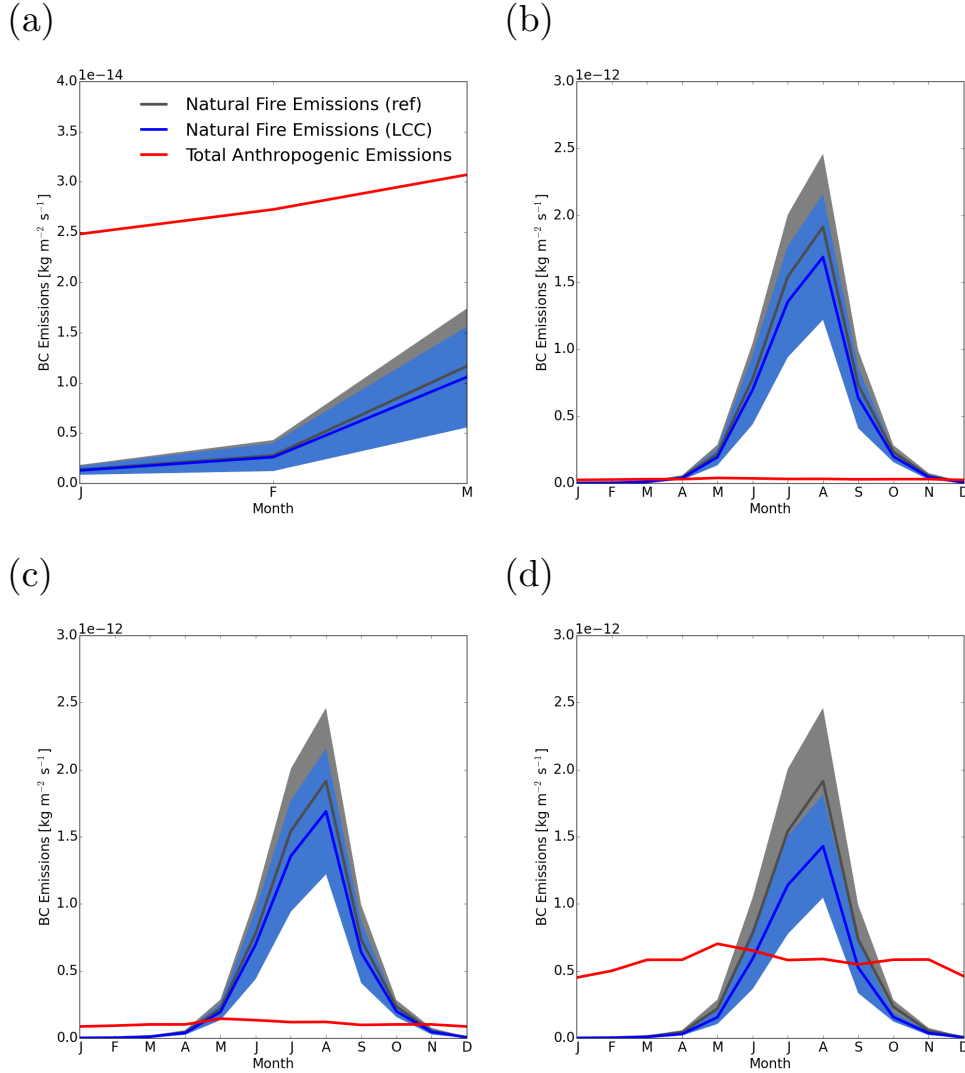 (a)
1e−14
4.0
3.5
3.0
2.5
2.0
1.5
1.0
0.5
0.0
BC Emissions [kg m⁻² s⁻¹]
Natural Fire Emissions (ref)
Natural Fire Emissions (LCC)
Total Anthropogenic Emissions
J F M
Month
(b)
1e−12
3.0
2.5
2.0
1.5
1.0
0.5
0.0
BC Emissions [kg m⁻² s⁻¹]
J F M A M J J A S O N D
Month
(c)
1e−12
3.0
2.5
2.0
1.5
1.0
0.5
0.0
BC Emissions [kg m⁻² s⁻¹]
J F M A M J J A S O N D
Month
(d)
1e−12
3.0
2.5
2.0
1.5
1.0
0.5
0.0
BC Emissions [kg m⁻² s⁻¹]
J F M A M J J A S O N D
Month